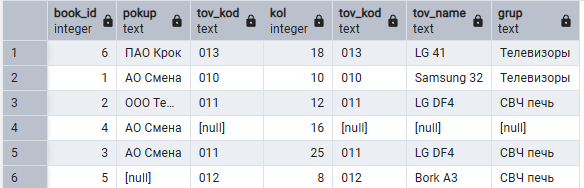 book_id pokup tov_kod kol tov_kod tov_name grup
integer text text integer text text text
1 6 ПАО Крок 013 18 013 LG 41 Телевизоры
2 1 АО Смена 010 10 010 Samsung 32 Телевизоры
3 2 ООО Те... 011 12 011 LG DF4 СВЧ печь
4 4 АО Смена [null] 16 [null] [null] [null]
5 3 АО Смена 011 25 011 LG DF4 СВЧ печь
6 5 [null] 012 8 012 Bork A3 СВЧ печь